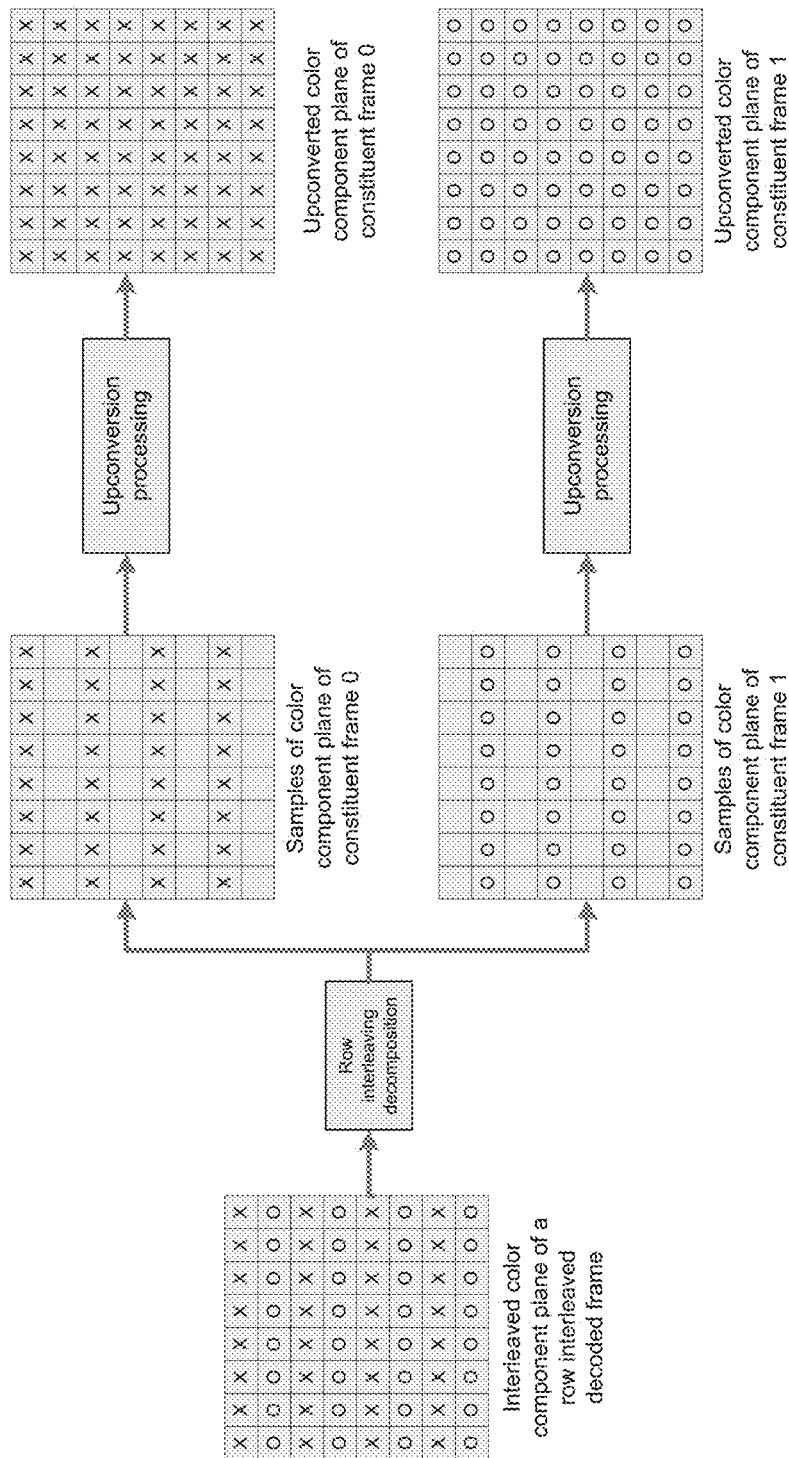 X X X X X X X X
O O O O O O O O
X X X X X X X X
O O O O O O O O
X X X X X X X X
O O O O O O O O
X X X X X X X X
O O O O O O O O
Interleaved color
component plane of a
row interleaved
decoded frame
Row
interleaving
decomposition
X X X X X X X X
X X X X X X X X
X X X X X X X X
X X X X X X X X
Samples of color
component plane of
constituent frame 0
Upconversion
processing
X X X X X X X X
X X X X X X X X
X X X X X X X X
X X X X X X X X
X X X X X X X X
X X X X X X X X
X X X X X X X X
X X X X X X X X
Upconverted color
component plane of
constituent frame 0
O O O O O O O O
O O O O O O O O
O O O O O O O O
O O O O O O O O
Samples of color
component plane of
constituent frame 1
Upconversion
processing
O O O O O O O O
O O O O O O O O
O O O O O O O O
O O O O O O O O
O O O O O O O O
O O O O O O O O
O O O O O O O O
O O O O O O O O
Upconverted color
component plane of
constituent frame 1